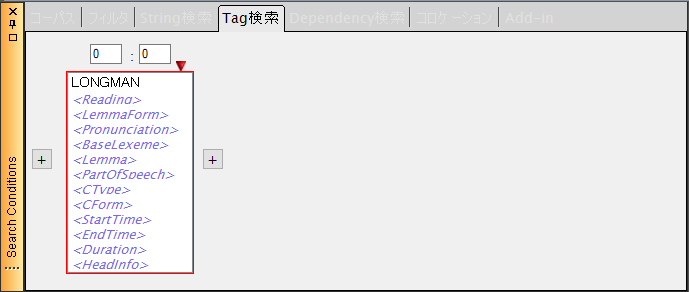 コーパス フィルタ String検索 Tag検索 Dependency検索 コロケーション Add-in
0 : 0
LONGMAN
<Reading>
<LemmaForm>
<Pronunciation>
<BaseLexeme>
<Lemma>
+ +
<PartOfSpeech>
<CType>
<CForm>
<StartTime>
<EndTime>
<Duration>
<HeadInfo>
Search Conditions